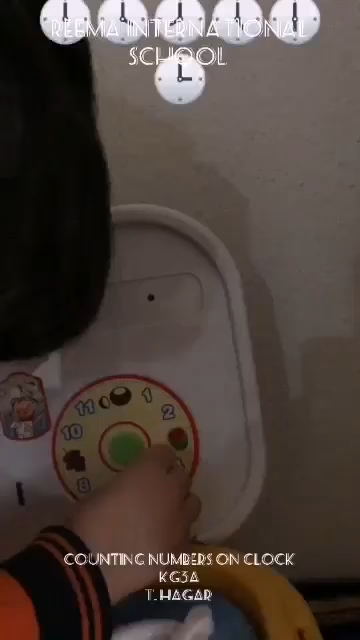 REEMA INTERNATIONAL
SCHOOL
11
1
2
10
8
COUNTING NUMBERS ON CLOCK
KG3A
T. HAGAR